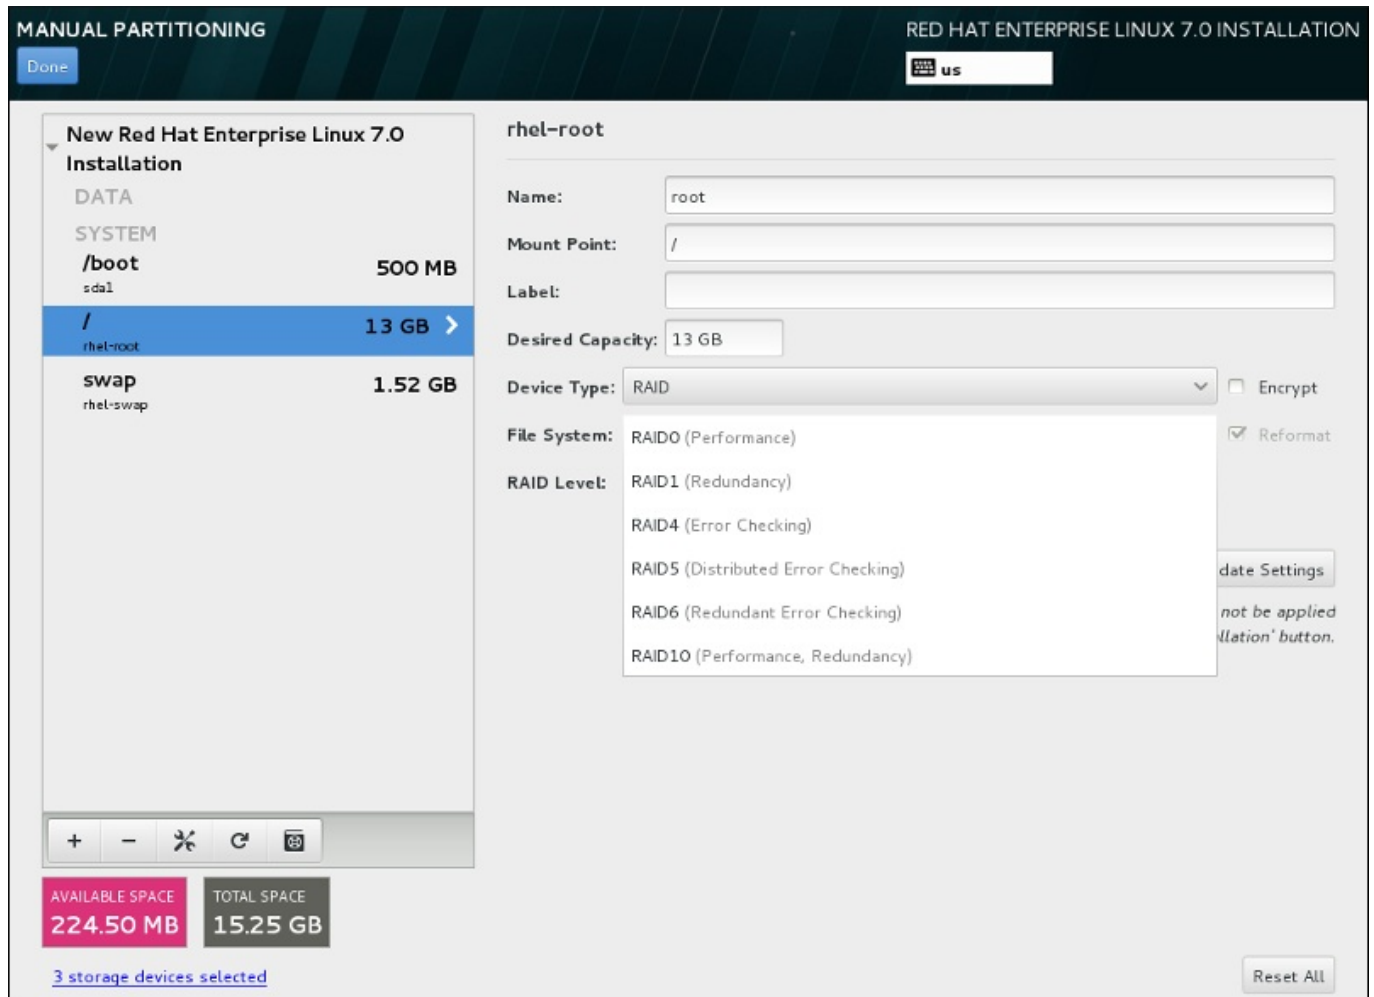 MANUAL PARTITIONING
RED HAT ENTERPRISE LINUX 7.0 INSTALLATION
Done
us
New Red Hat Enterprise Linux 7.0
Installation
DATA
SYSTEM
/boot 500 MB
sda1
/ 13 GB
rhel-root
swap 1.52 GB
rhel-swap
AVAILABLE SPACE
224.50 MB
TOTAL SPACE
15.25 GB
3 storage devices selected
rhel-root
Name: root
Mount Point: /
Label:
Desired Capacity: 13 GB
Device Type: RAID Encrypt
File System: RAID0 (Performance) Reformat
RAID Level: RAID1 (Redundancy)
RAID4 (Error Checking)
RAID5 (Distributed Error Checking)
date Settings
RAID6 (Redundant Error Checking)
not be applied
llation' button.
RAID10 (Performance, Redundancy)
Reset All